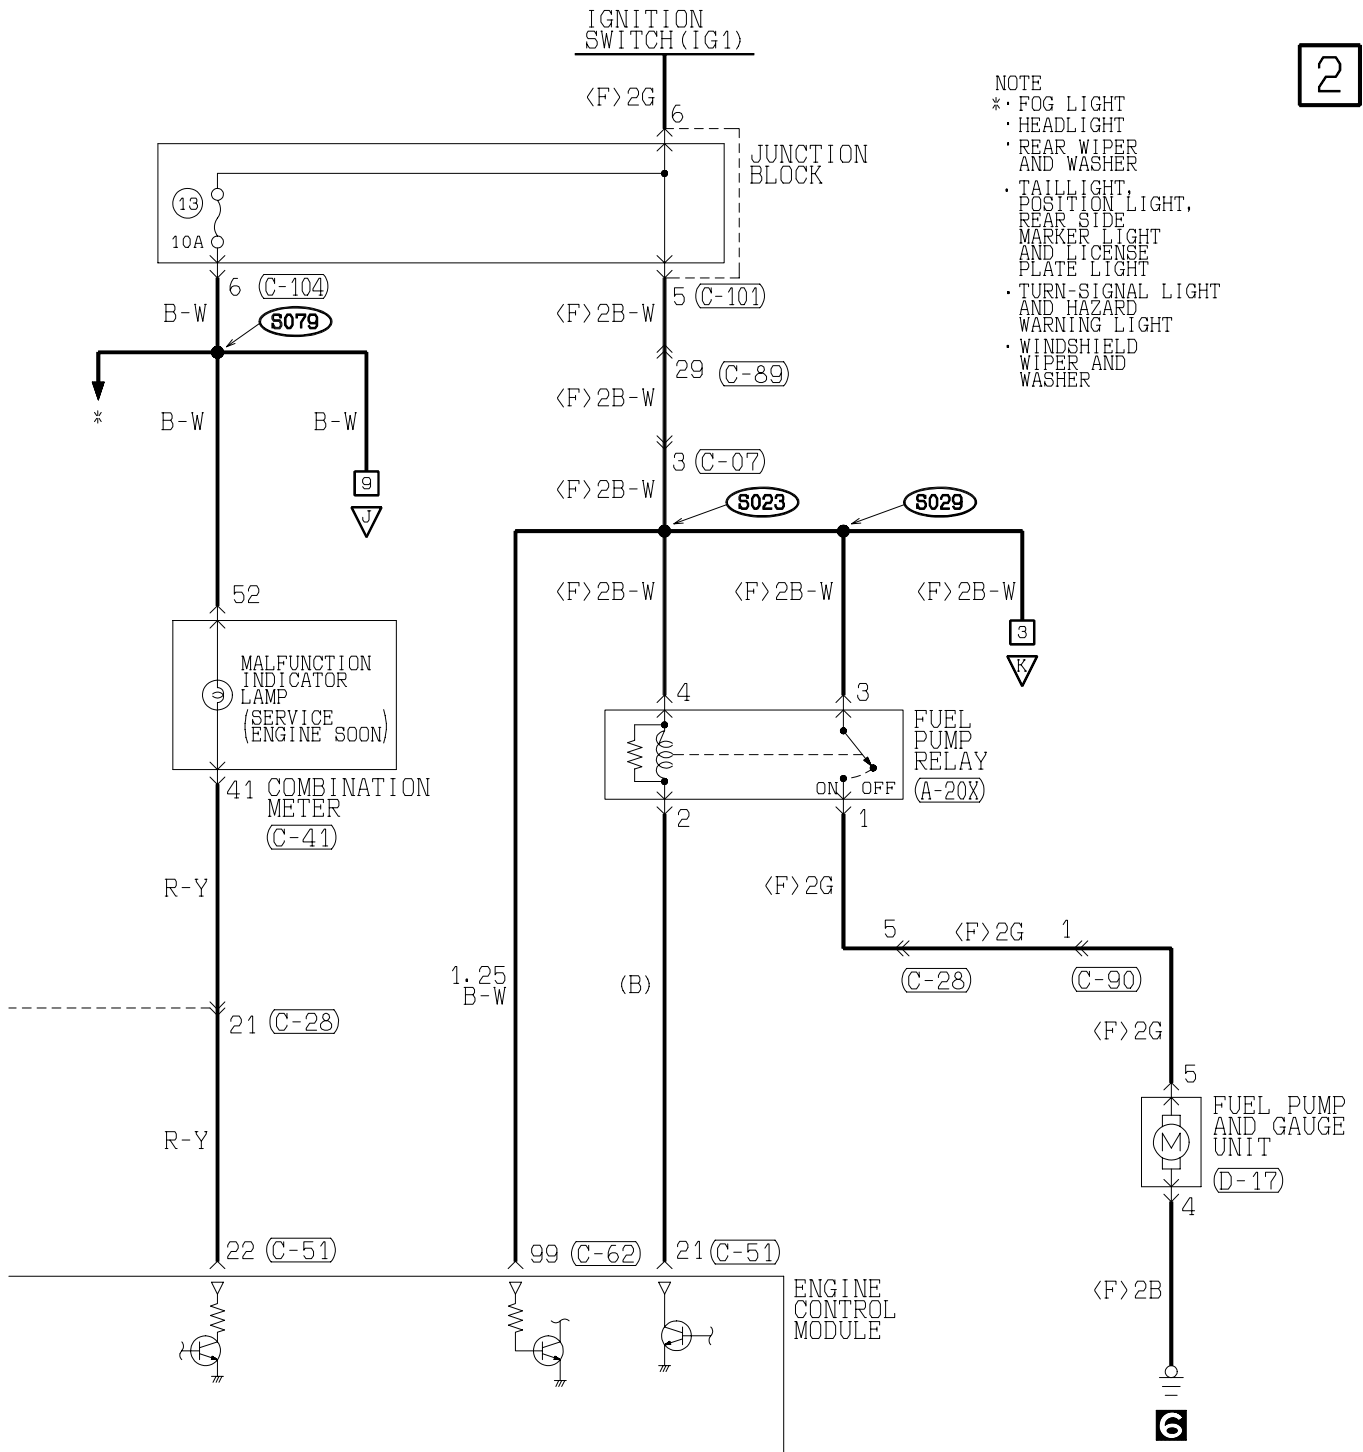 IGNITION
SWITCH(IG1)
2
<F>2G
6
NOTE
*· FOG LIGHT
· HEADLIGHT
· REAR WIPER
AND WASHER
· TAILLIGHT,
POSITION LIGHT,
REAR SIDE
MARKER LIGHT
AND LICENSE
PLATE LIGHT
· TURN-SIGNAL LIGHT
AND HAZARD
WARNING LIGHT
· WINDSHIELD
WIPER AND
WASHER
JUNCTION
BLOCK
13
10A
6 (C-104)
5 (C-101)
B-W
S079
<F>2B-W
29 (C-89)
<F>2B-W
*
B-W
B-W
3 (C-07)
9
J
<F>2B-W
S023
S029
52
<F>2B-W
<F>2B-W
<F>2B-W
3
K
MALFUNCTION
INDICATOR
LAMP
(SERVICE
ENGINE SOON)
4
3
FUEL
PUMP
RELAY
(A-20X)
ON
OFF
41 COMBINATION
METER
(C-41)
2
1
R-Y
<F>2G
5
<F>2G
1
(C-28)
(C-90)
1.25
B-W
(B)
21 (C-28)
<F>2G
5
FUEL PUMP
AND GAUGE
UNIT
(D-17)
M
4
R-Y
22 (C-51)
99 (C-62)
21 (C-51)
ENGINE
CONTROL
MODULE
<F>2B
6